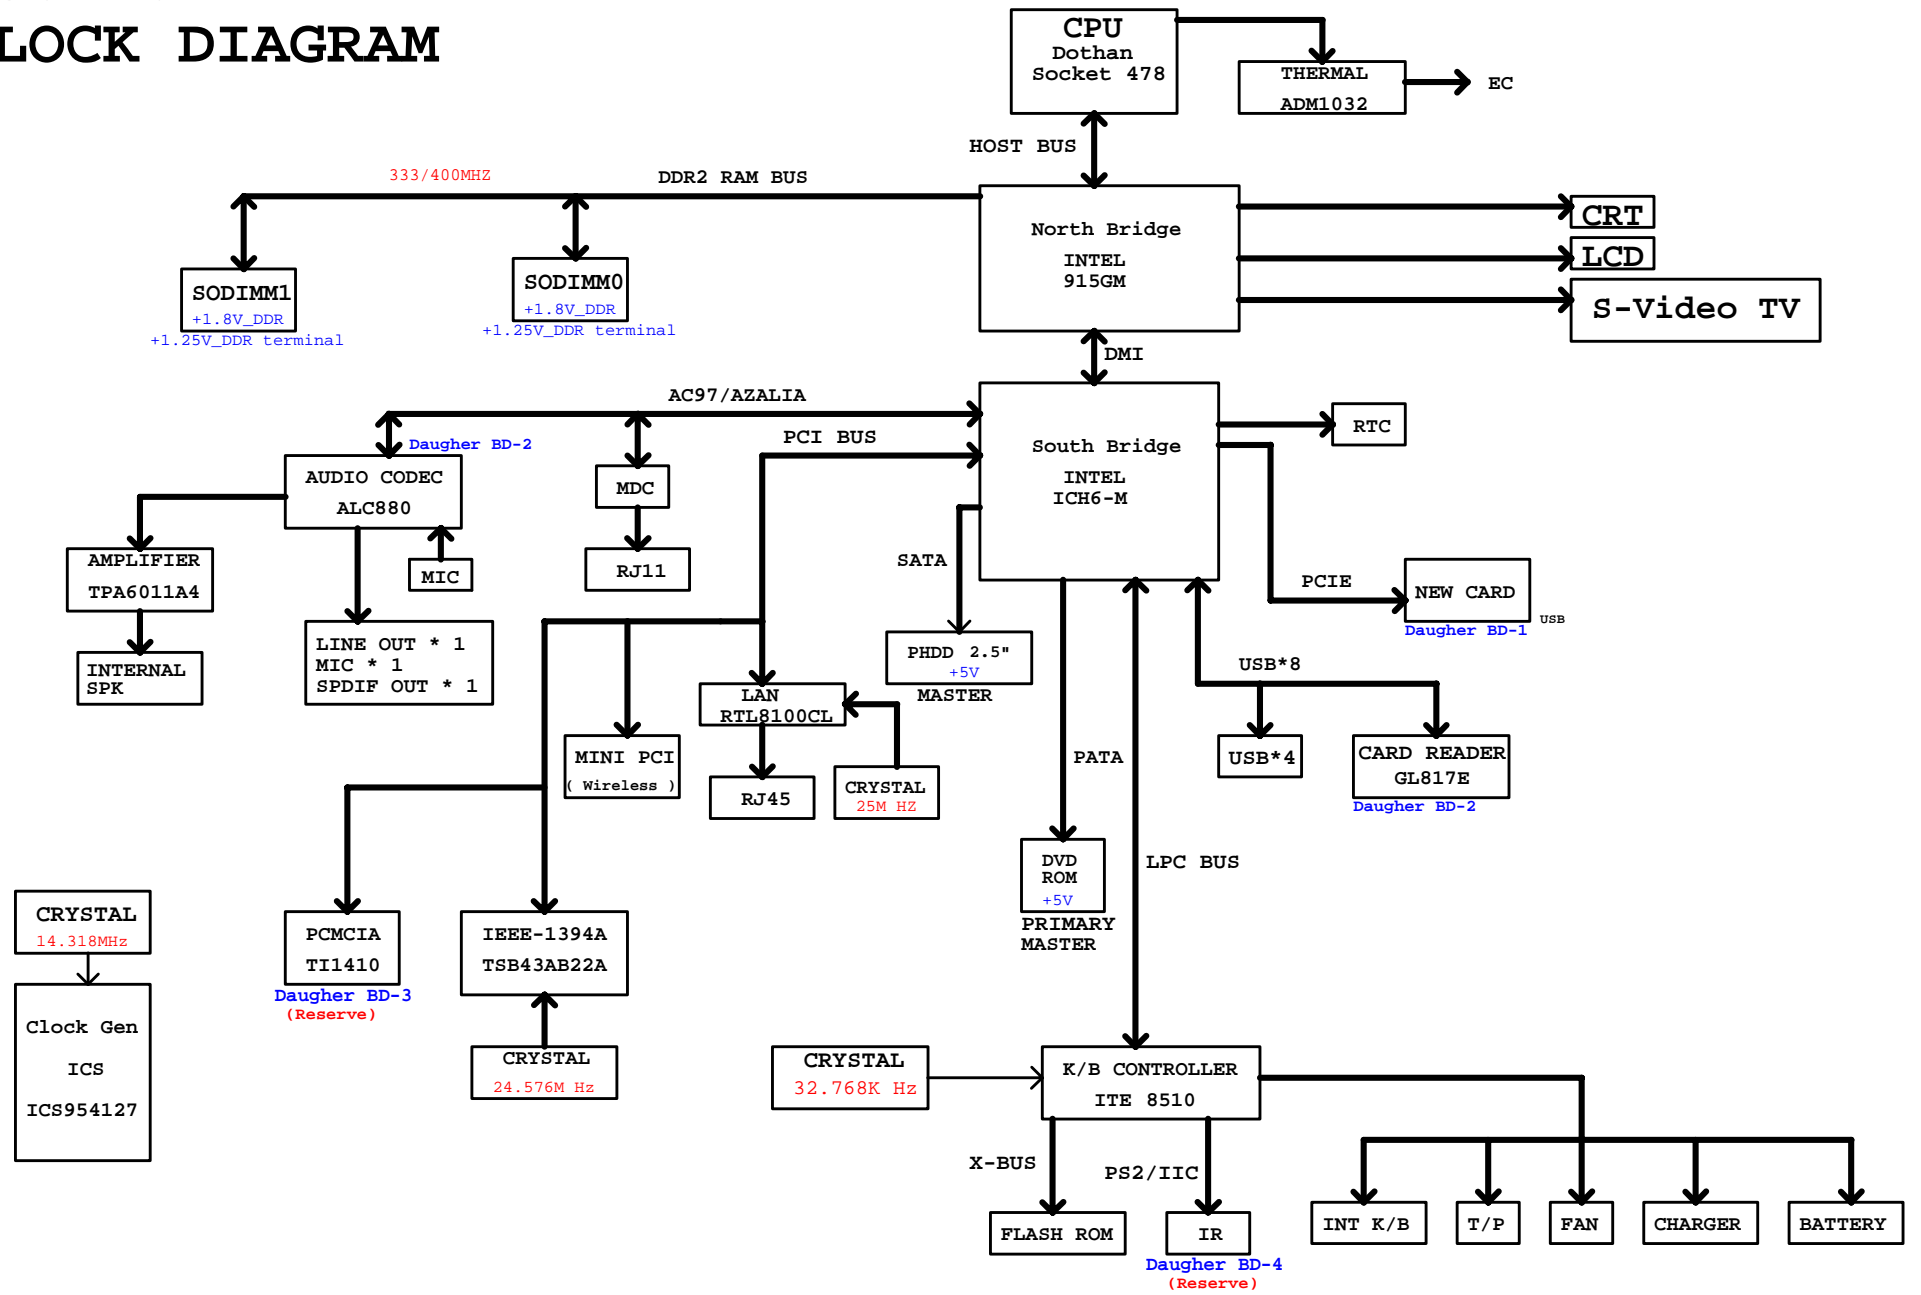 LOCK DIAGRAM
CPU
Dothan
Socket 478
THERMAL
ADM1032
EC
HOST BUS
333/400MHZ
DDR2 RAM BUS
North Bridge
INTEL
915GM
CRT
LCD
S-Video TV
SODIMM1
+1.8V_DDR
+1.25V_DDR terminal
SODIMM0
+1.8V_DDR
+1.25V_DDR terminal
DMI
AC97/AZALIA
PCI BUS
Daugher BD-2
South Bridge
INTEL
ICH6-M
RTC
AUDIO CODEC
ALC880
MDC
RJ11
MIC
AMPLIFIER
TPA6011A4
INTERNAL
SPK
LINE OUT * 1
MIC * 1
SPDIF OUT * 1
SATA
PHDD 2.5"
+5V
MASTER
PCIE
NEW CARD
USB
Daugher BD-1
USB*8
USB*4
CARD READER
GL817E
Daugher BD-2
LAN
RTL8100CL
MINI PCI
( Wireless )
RJ45
CRYSTAL
25M HZ
PATA
DVD
ROM
+5V
PRIMARY
MASTER
LPC BUS
CRYSTAL
14.318MHz
Clock Gen
ICS
ICS954127
PCMCIA
TI1410
Daugher BD-3
(Reserve)
IEEE-1394A
TSB43AB22A
CRYSTAL
24.576M Hz
CRYSTAL
32.768K Hz
K/B CONTROLLER
ITE 8510
X-BUS
PS2/IIC
FLASH ROM
IR
Daugher BD-4
(Reserve)
INT K/B
T/P
FAN
CHARGER
BATTERY